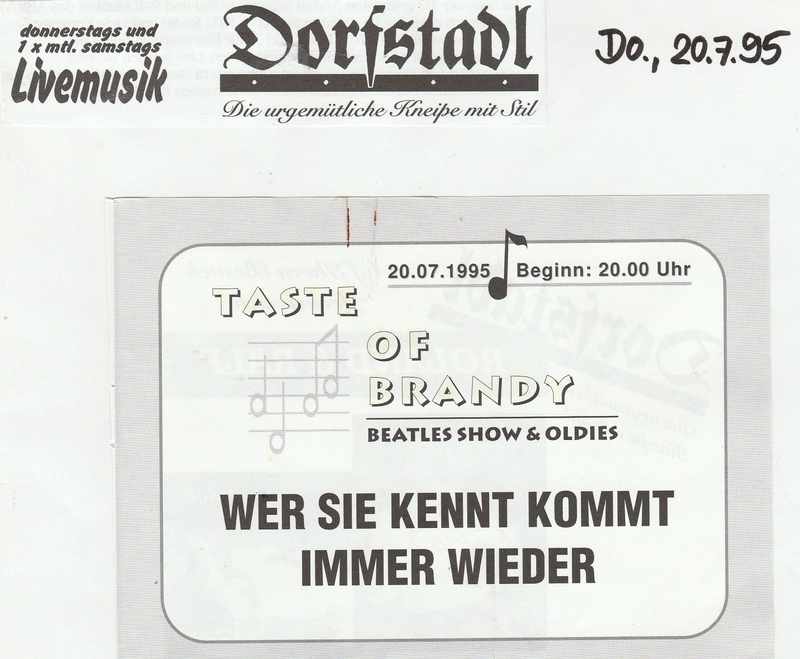 donnerstags und
1 x mtl. samstags
Livemusik
Dorfstadl
Die urgemütliche Kneipe mit Stil
Do., 20.7.95
20.07.1995 Beginn: 20.00 Uhr
TASTE
OF
BRANDY
BEATLES SHOW & OLDIES
WER SIE KENNT KOMMT
IMMER WIEDER